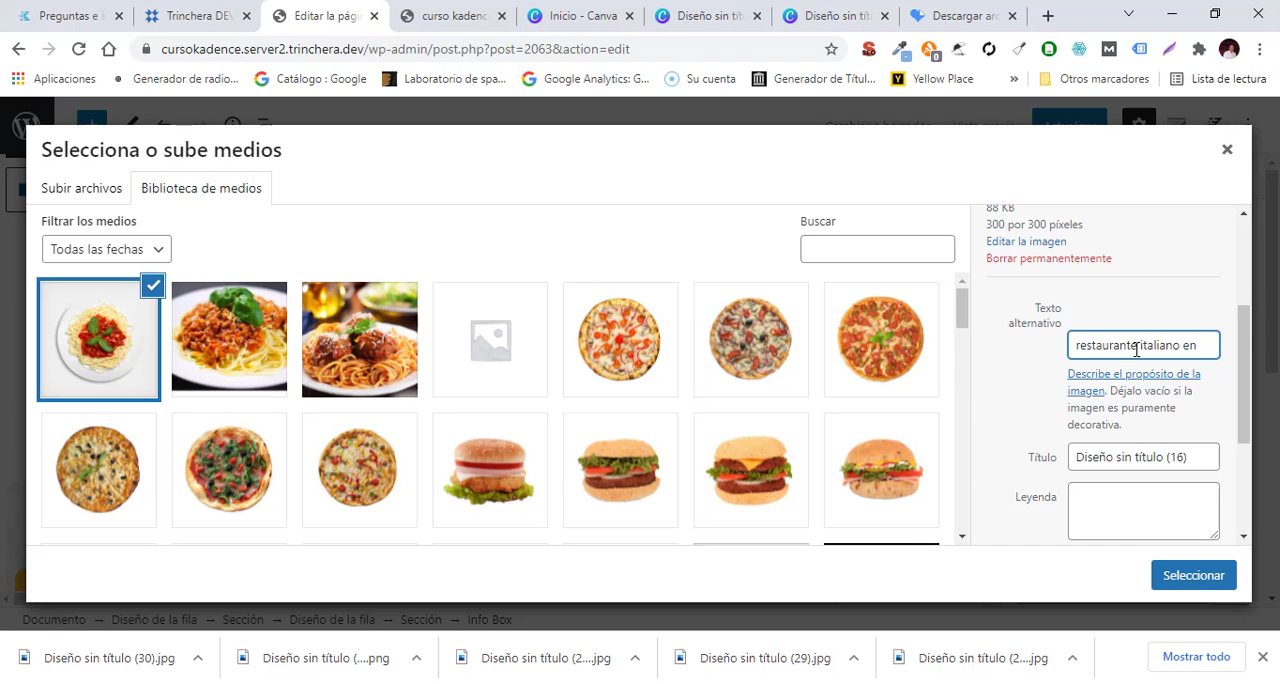 Preguntas e i
Trinchera DEV
Editar la pági
curso kadenc
Inicio - Canva
Diseño sin tít
Diseño sin tít
Descargar arc
cursokadence.server2.trinchera.dev/wp-admin/post.php?post=2063&action=edit
Aplicaciones
Generador de radio...
Catálogo : Google
Laboratorio de spa...
Google Analytics: G...
Su cuenta
Generador de Títul...
Yellow Place
»
Otros marcadores
Lista de lectura
Selecciona o sube medios
Subir archivos
Biblioteca de medios
Filtrar los medios
Todas las fechas
Buscar
88 KB
300 por 300 píxeles
Editar la imagen
Borrar permanentemente
Texto
alternativo
restaurante italiano en
Describe el propósito de la
imagen. Déjalo vacío si la
imagen es puramente
decorativa.
Título
Diseño sin título (16)
Leyenda
Seleccionar
Documento → Diseño de la fila → Sección → Diseño de la fila → Sección → Info Box
Diseño sin título (30).jpg
Diseño sin título (....png
Diseño sin título (2....jpg
Diseño sin título (29).jpg
Diseño sin título (2....jpg
Mostrar todo